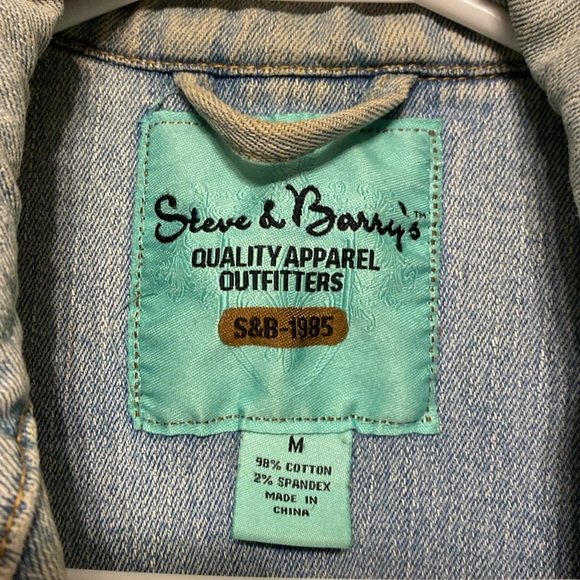 Steve & Barry's™
QUALITY APPAREL
OUTFITTERS
S&B-1985
M
98% COTTON
2% SPANDEX
MADE IN
CHINA